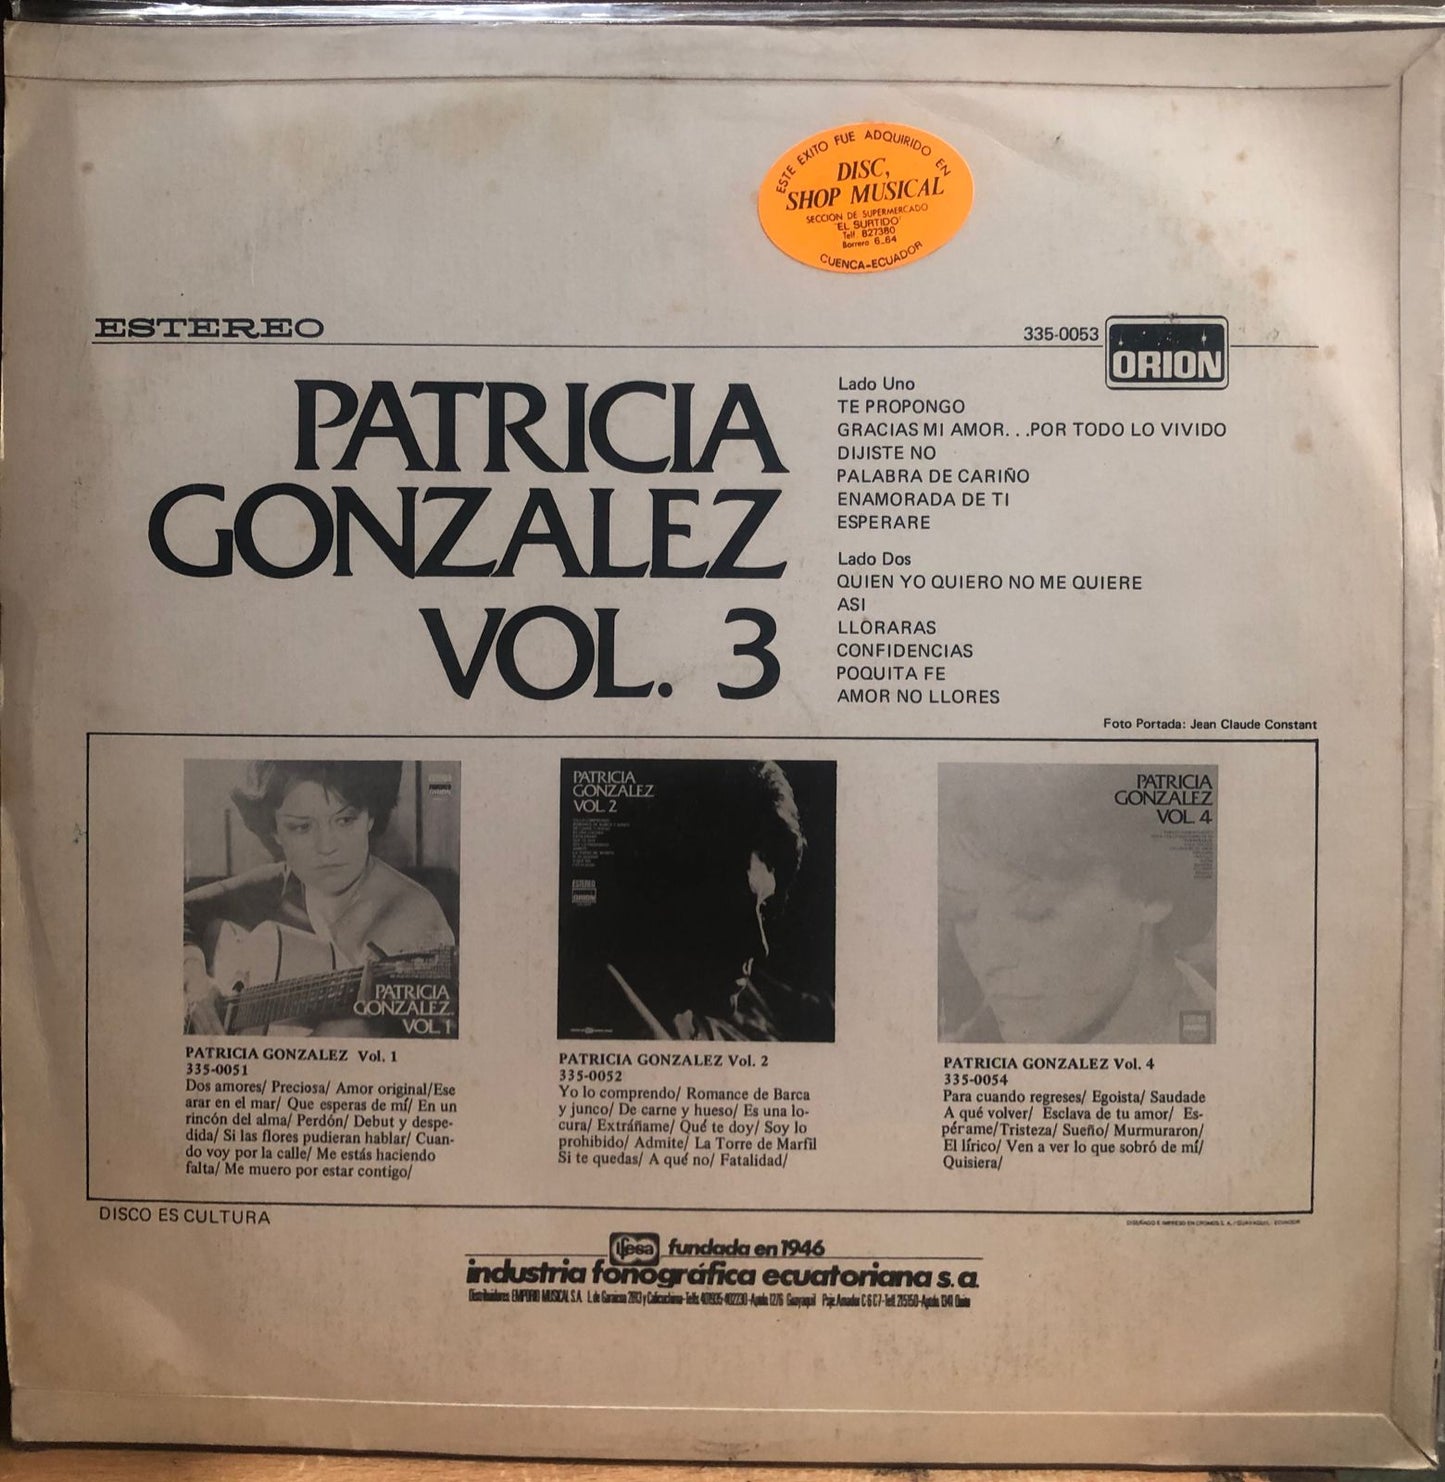 ESTE EXITO FUE ADQUIRIDO EN
DISC,
SHOP MUSICAL
SECCION DE SUPERMERCADO
"EL SURTIDO"
Telf. 827380
Borrero 6-64
CUENCA-ECUADOR
ESTEREO
335-0053
ORION
PATRICIA
GONZALEZ
VOL. 3
Lado Uno
TE PROPONGO
GRACIAS MI AMOR. . .POR TODO LO VIVIDO
DIJISTE NO
PALABRA DE CARIÑO
ENAMORADA DE TI
ESPERARE
Lado Dos
QUIEN YO QUIERO NO ME QUIERE
ASI
LLORARAS
CONFIDENCIAS
POQUITA FE
AMOR NO LLORES
Foto Portada: Jean Claude Constant
PATRICIA
GONZALEZ
VOL. 1
PATRICIA GONZALEZ Vol. 1
335-0051
Dos amores/ Preciosa/ Amor original/Ese
arar en el mar/ Que esperas de mí/ En un
rincón del alma/ Perdón/ Debut y despe-
dida/ Si las flores pudieran hablar/ Cuan-
do voy por la calle/ Me estás haciendo
falta/ Me muero por estar contigo/
PATRICIA
GONZALEZ
VOL. 2
ESTEREO
ORION
PATRICIA GONZALEZ Vol. 2
335-0052
Yo lo comprendo/ Romance de Barca
y junco/ De carne y hueso/ Es una lo-
cura/ Extráñame/ Qué te doy/ Soy lo
prohibido/ Admite/ La Torre de Marfil
Si te quedas/ A qué no/ Fatalidad/
PATRICIA
GONZALEZ
VOL. 4
PATRICIA GONZALEZ Vol. 4
335-0054
Para cuando regreses/ Egoista/ Saudade
A qué volver/ Esclava de tu amor/ Es-
pérame/Tristeza/ Sueño/ Murmuraron/
El lírico/ Ven a ver lo que sobró de mí/
Quisiera/
DISCO ES CULTURA
DISEÑADO E IMPRESO EN CROMOS S. A. / GUAYAQUIL - ECUADOR
ifesa fundada en 1946
industria fonográfica ecuatoriana s.a.
Distribuidores: EMPORIO MUSICAL S.A.